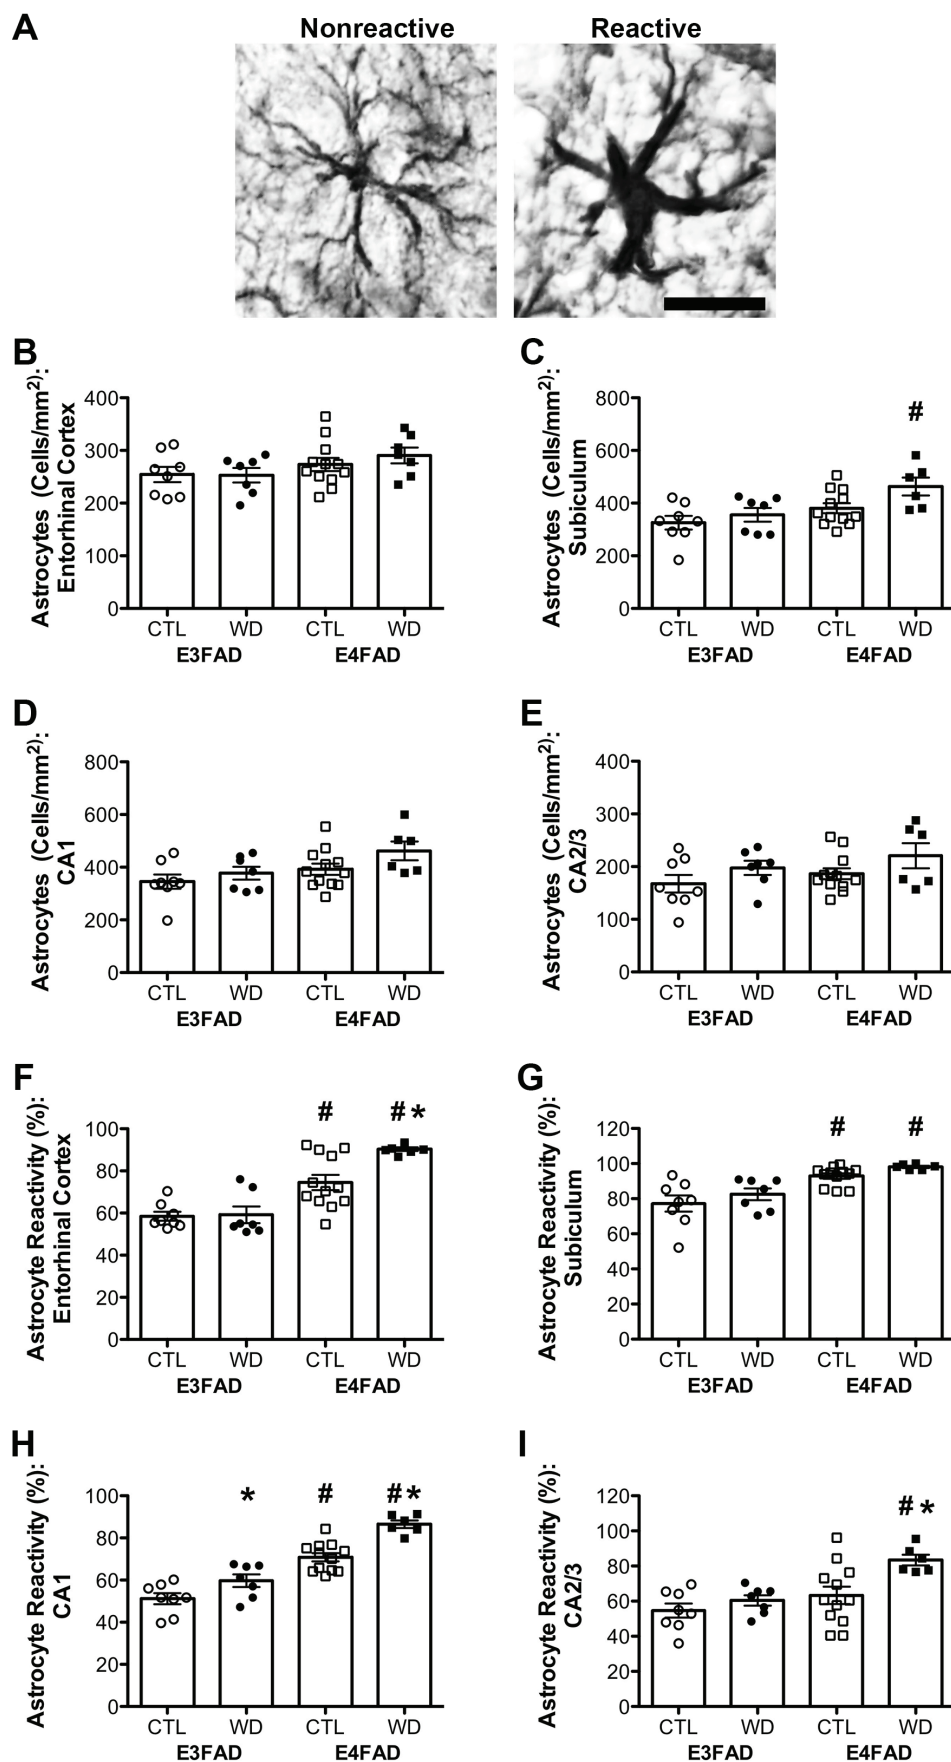 A
Nonreactive
Reactive
B
Astrocytes (Cells/mm²):
Entorhinal Cortex
400
300
200
100
0
CTL WD CTL WD
E3FAD E4FAD
C
Astrocytes (Cells/mm²):
Subiculum
800
600
400
200
0
#
CTL WD CTL WD
E3FAD E4FAD
D
Astrocytes (Cells/mm²):
CA1
800
600
400
200
0
CTL WD CTL WD
E3FAD E4FAD
E
Astrocytes (Cells/mm²):
CA2/3
400
300
200
100
0
CTL WD CTL WD
E3FAD E4FAD
F
Astrocyte Reactivity (%):
Entorhinal Cortex
100
80
60
40
20
0
# #*
CTL WD CTL WD
E3FAD E4FAD
G
Astrocyte Reactivity (%):
Subiculum
120
100
80
60
40
20
0
# #
CTL WD CTL WD
E3FAD E4FAD
H
Astrocyte Reactivity (%):
CA1
100
80
60
40
20
0
* # #*
CTL WD CTL WD
E3FAD E4FAD
I
Astrocyte Reactivity (%):
CA2/3
120
100
80
60
40
20
0
#*
CTL WD CTL WD
E3FAD E4FAD